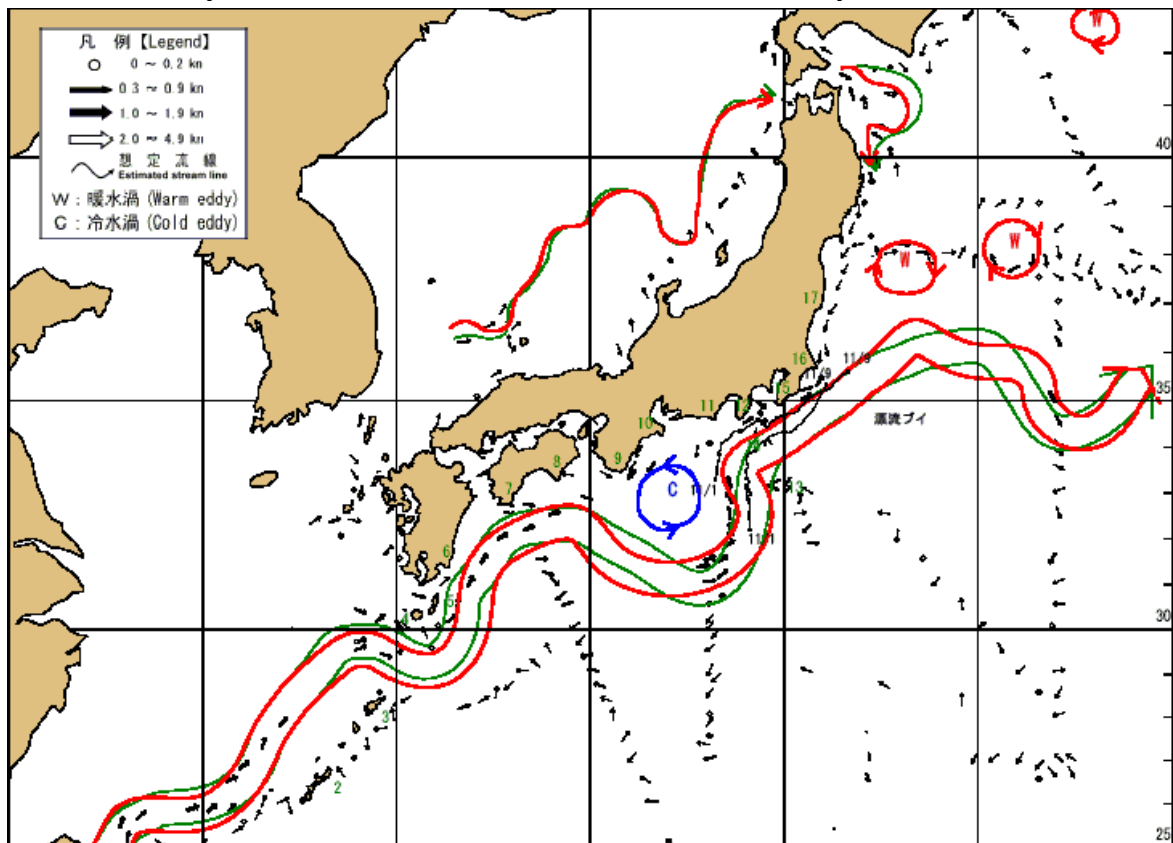 凡 例【Legend】
0 ~ 0.2 kn
0.3 ~ 0.9 kn
1.0 ~ 1.9 kn
2.0 ~ 4.9 kn
想 定 流 線
Estimated stream line
W : 暖水渦 (Warm eddy)
C : 冷水渦 (Cold eddy)
W
40
W
W
17
16
11/9
11/9
15
35
12
11
漂流ブイ
10
9
8
7
C
11/1
13
11/1
6
5
4
30
3
2
25